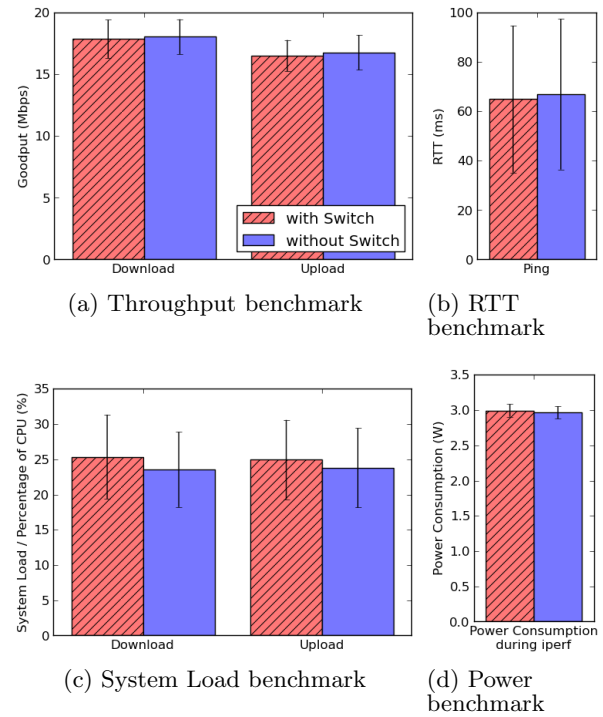 20
15
10
5
0
Goodput (Mbps)
Download
Upload
with Switch
without Switch
(a) Throughput benchmark
100
80
60
40
20
0
RTT (ms)
Ping
(b) RTT
benchmark
35
30
25
20
15
10
5
0
System Load / Percentage of CPU (%)
Download
Upload
(c) System Load benchmark
3.5
3.0
2.5
2.0
1.5
1.0
0.5
0.0
Power Consumption (W)
Power Consumption
during iperf
(d) Power
benchmark